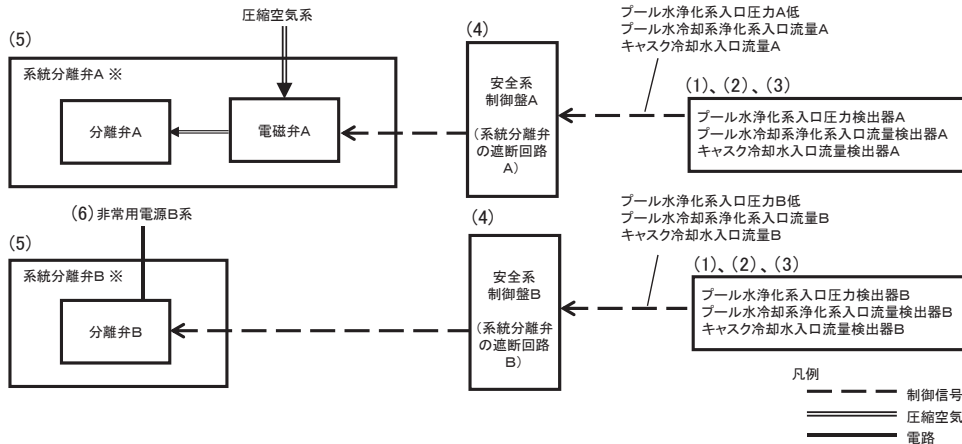 圧縮空気系
(5)
系統分離弁A ※
分離弁A
電磁弁A
(4)
安全系
制御盤A
(系統分離弁
の遮断回路
A)
プール水浄化系入口圧力A低
プール水冷却系浄化系入口流量A
キャスク冷却水入口流量A
(1)、(2)、(3)
プール水浄化系入口圧力検出器A
プール水冷却系浄化系入口流量検出器A
キャスク冷却水入口流量検出器A
(6)非常用電源B系
(5)
系統分離弁B ※
分離弁B
(4)
安全系
制御盤B
(系統分離弁
の遮断回路
B)
プール水浄化系入口圧力B低
プール水冷却系浄化系入口流量B
キャスク冷却水入口流量B
(1)、(2)、(3)
プール水浄化系入口圧力検出器B
プール水冷却系浄化系入口流量検出器B
キャスク冷却水入口流量検出器B
凡例
制御信号
圧縮空気
電路